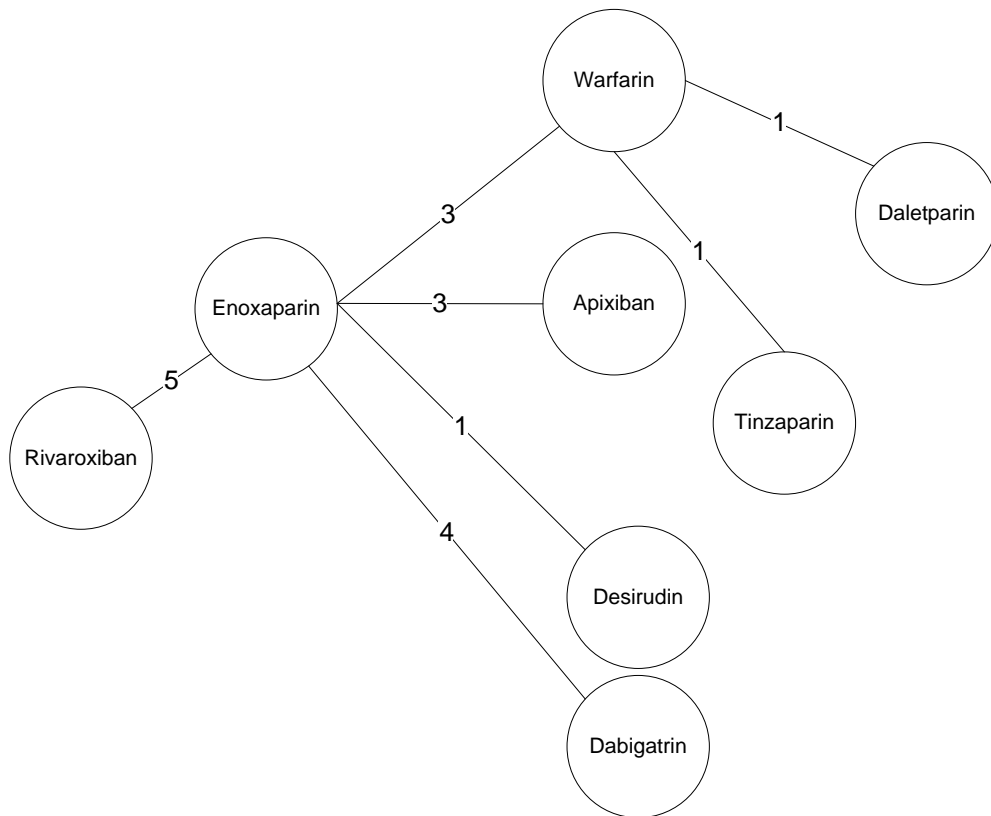 Warfarin
1
Daletparin
3
1
Enoxaparin
3
Apixiban
5
1
Tinzaparin
Rivaroxiban
4
Desirudin
Dabigatrin